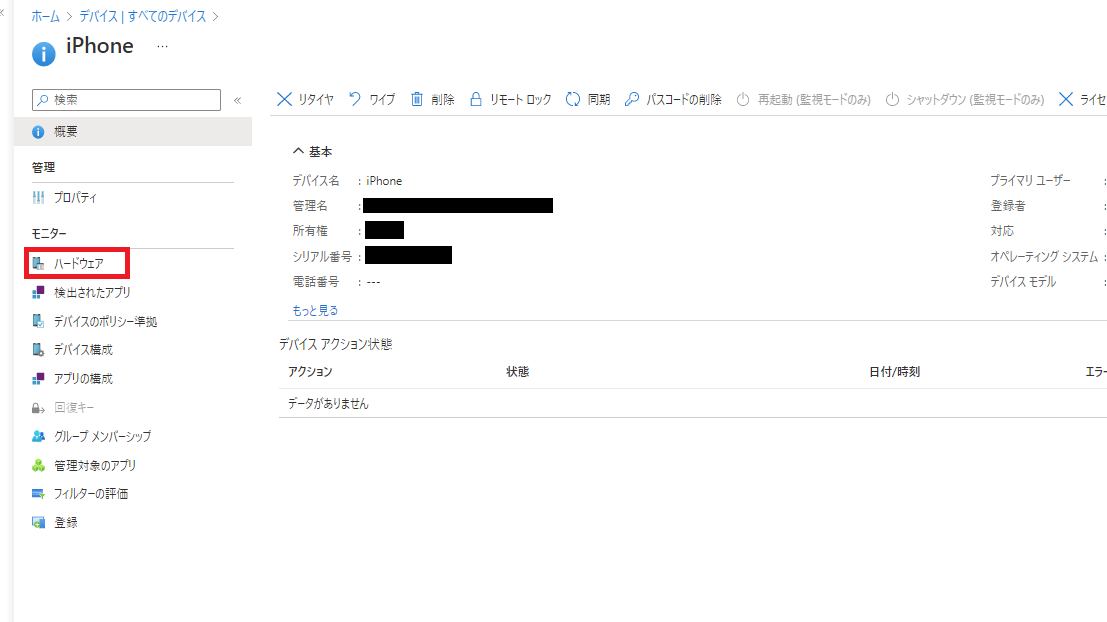 ホーム > デバイス | すべてのデバイス >
iPhone ...
検索 «
概要
管理
プロパティ
モニター
ハードウェア
検出されたアプリ
デバイスのポリシー準拠
デバイス構成
アプリの構成
回復キー
グループ メンバーシップ
管理対象のアプリ
フィルターの評価
登録
リタイヤ ワイプ 削除 リモート ロック 同期 パスコードの削除 再起動 (監視モードのみ) シャットダウン (監視モードのみ) ライセ
基本
デバイス名 : iPhone
管理名 :
所有権 :
シリアル番号 :
電話番号 : ---
もっと見る
プライマリ ユーザー :
登録者 :
対応 :
オペレーティング システム :
デバイス モデル :
デバイス アクション状態
アクション 状態 日付/時刻 エラー
データがありません